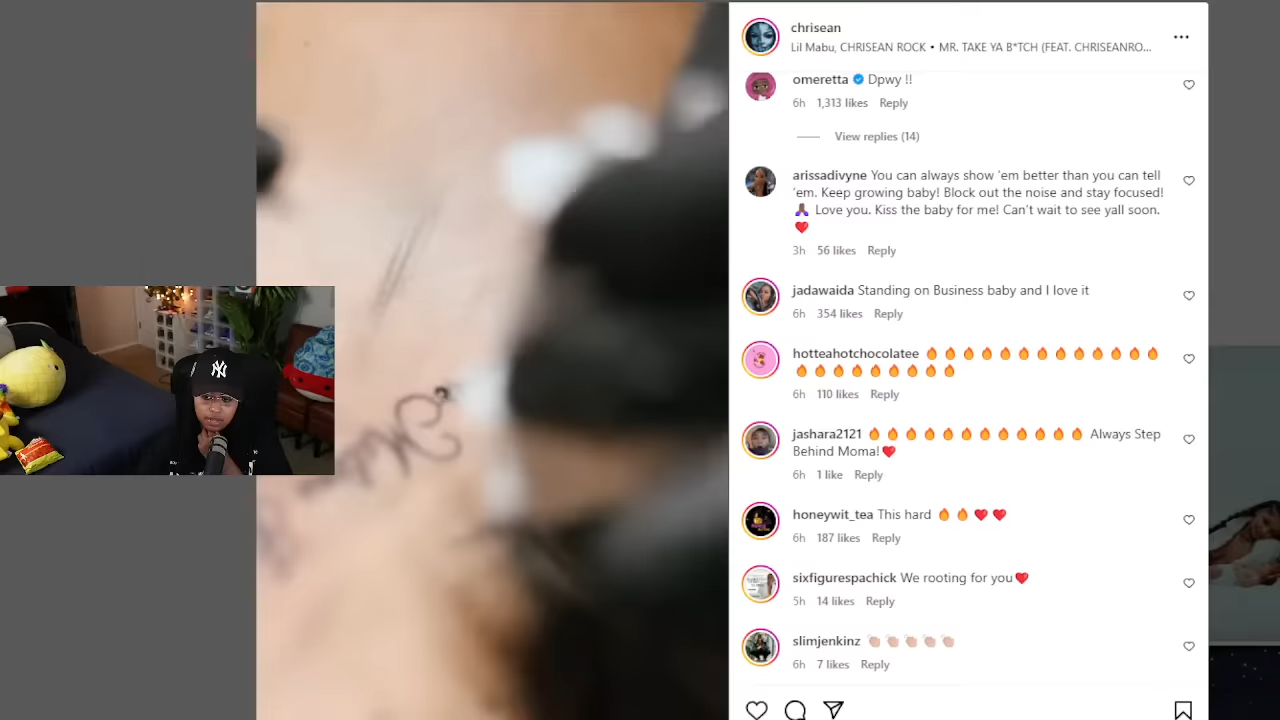 chrisean
Lil Mabu, CHRISEAN ROCK • MR. TAKE YA B*TCH (FEAT. CHRISEANRO...
omeretta Dpwy !!
6h 1,313 likes Reply
View replies (14)
arissadivyne You can always show 'em better than you can tell
'em. Keep growing baby! Block out the noise and stay focused!
🙏🏾 Love you. Kiss the baby for me! Can't wait to see yall soon.
❤️
3h 56 likes Reply
jadawaida Standing on Business baby and I love it
6h 354 likes Reply
hotteahotchocolatee 🔥🔥🔥🔥🔥🔥🔥🔥🔥🔥🔥🔥🔥
🔥🔥🔥🔥🔥🔥🔥🔥🔥
6h 110 likes Reply
jashara2121 🔥🔥🔥🔥🔥🔥🔥🔥🔥🔥🔥🔥 Always Step
Behind Moma!❤️
6h 1 like Reply
honeywit_tea This hard 🔥🔥❤️❤️
6h 187 likes Reply
sixfigurespachick We rooting for you❤️
5h 14 likes Reply
slimjenkinz 👏🏼👏🏼👏🏼👏🏼👏🏼
6h 7 likes Reply